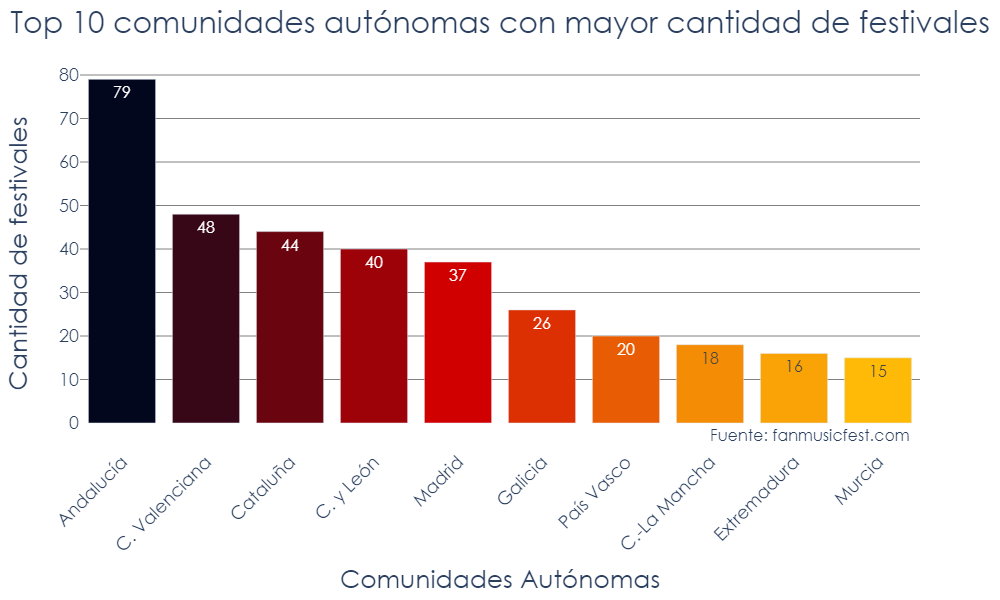 Top 10 comunidades autónomas con mayor cantidad de festivales
Cantidad de festivales
80
70
60
50
40
30
20
10
0
79
48
44
40
37
26
20
18
16
15
Fuente: fanmusicfest.com
Andalucía
C. Valenciana
Cataluña
C. y León
Madrid
Galicia
País Vasco
C.-La Mancha
Extremadura
Murcia
Comunidades Autónomas